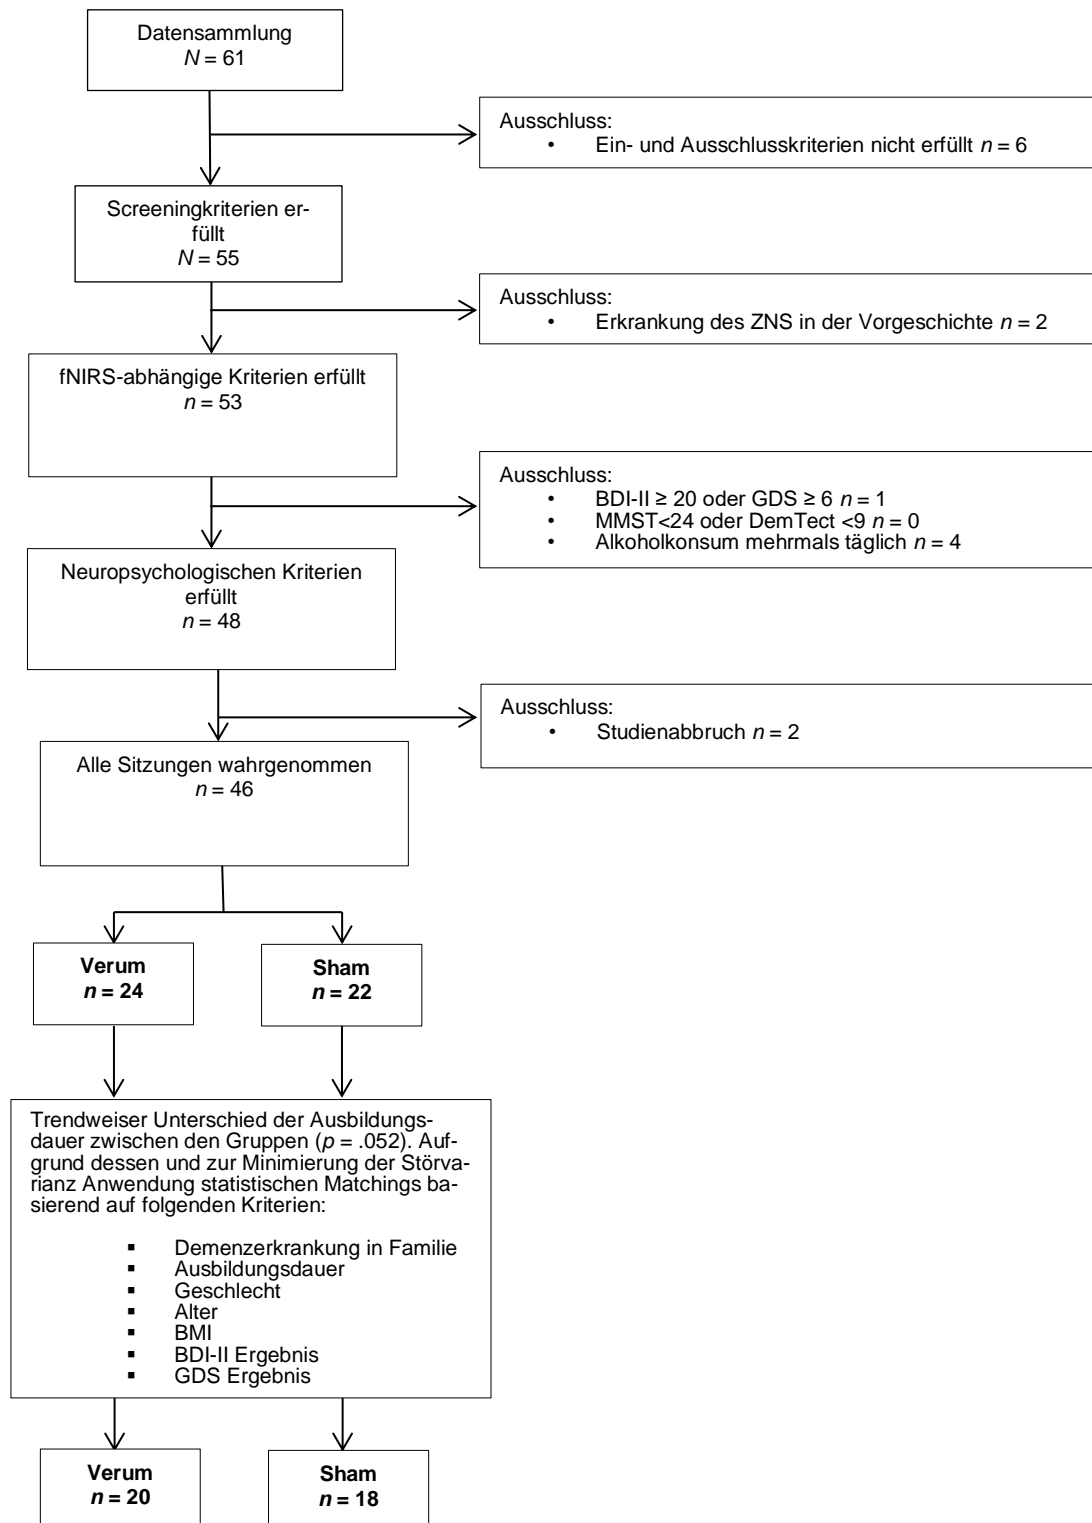 Datensammlung
N = 61
Ausschluss:
• Ein- und Ausschlusskriterien nicht erfüllt n = 6
Screeningkriterien er-
füllt
N = 55
Ausschluss:
• Erkrankung des ZNS in der Vorgeschichte n = 2
fNIRS-abhängige Kriterien erfüllt
n = 53
Ausschluss:
• BDI-II ≥ 20 oder GDS ≥ 6 n = 1
• MMST<24 oder DemTect <9 n = 0
• Alkoholkonsum mehrmals täglich n = 4
Neuropsychologischen Kriterien
erfüllt
n = 48
Ausschluss:
• Studienabbruch n = 2
Alle Sitzungen wahrgenommen
n = 46
Verum
n = 24
Sham
n = 22
Trendweiser Unterschied der Ausbildungs-
dauer zwischen den Gruppen (p = .052). Auf-
grund dessen und zur Minimierung der Störva-
rianz Anwendung statistischen Matchings ba-
sierend auf folgenden Kriterien:
▪ Demenzerkrankung in Familie
▪ Ausbildungsdauer
▪ Geschlecht
▪ Alter
▪ BMI
▪ BDI-II Ergebnis
▪ GDS Ergebnis
Verum
n = 20
Sham
n = 18